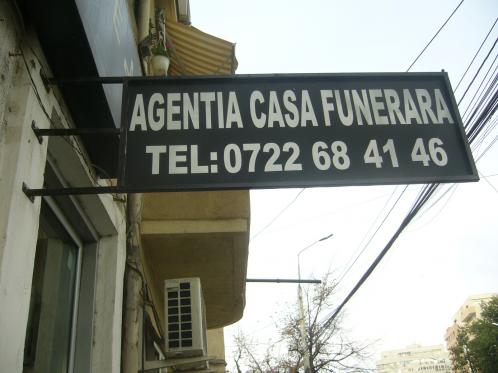 AGENTIA CASA FUNERARA
TEL: 0722 68 41 46